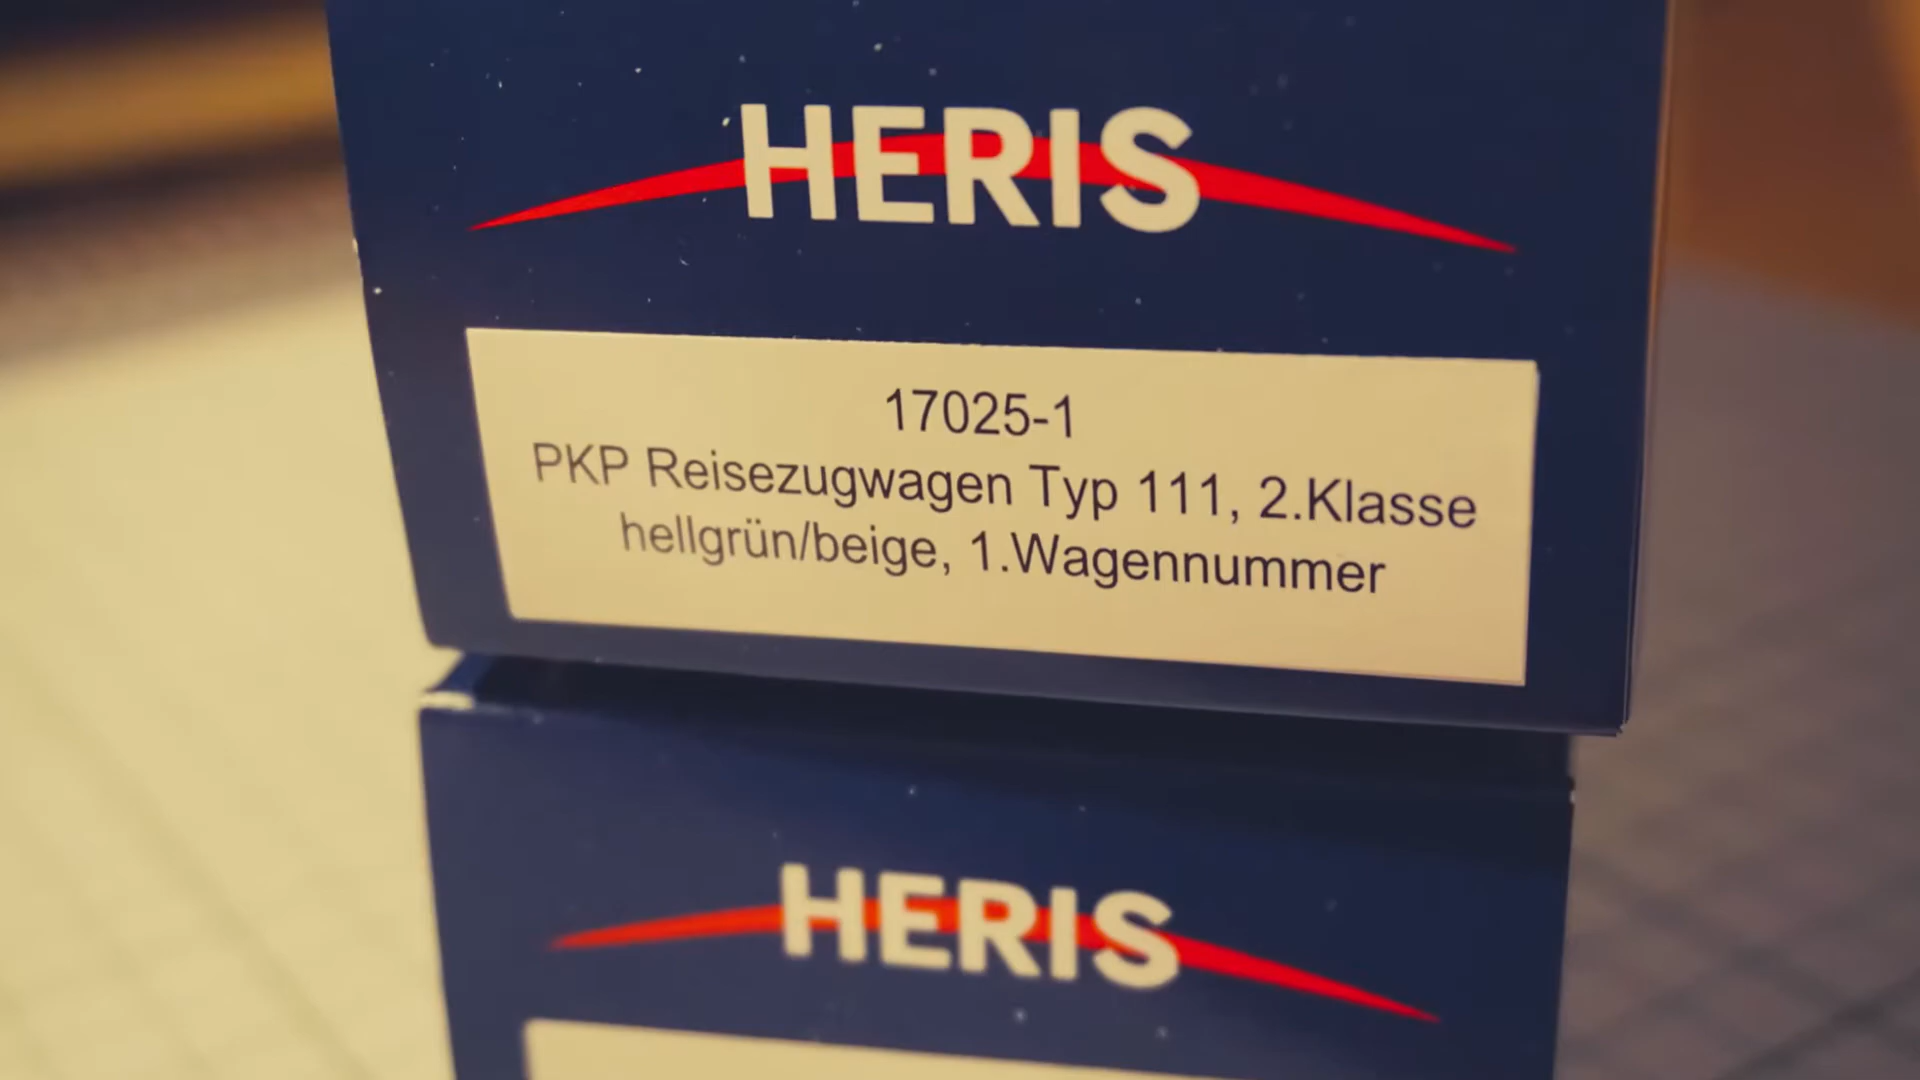 HERIS
17025-1
PKP Reisezugwagen Typ 111, 2.Klasse
hellgrün/beige, 1.Wagennummer
HERIS